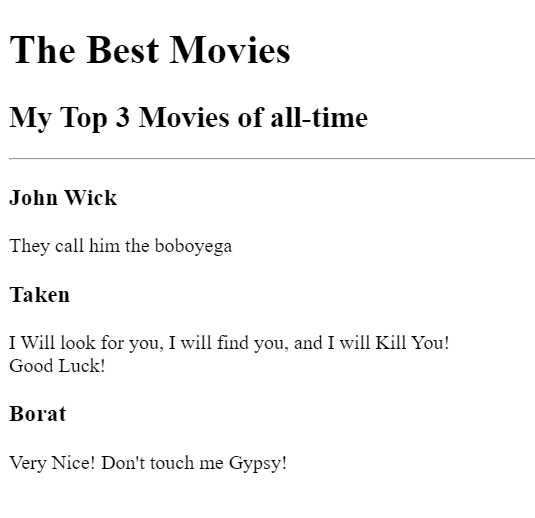 The Best Movies
My Top 3 Movies of all-time
John Wick
They call him the boboyega
Taken
I Will look for you, I will find you, and I will Kill You!
Good Luck!
Borat
Very Nice! Don't touch me Gypsy!